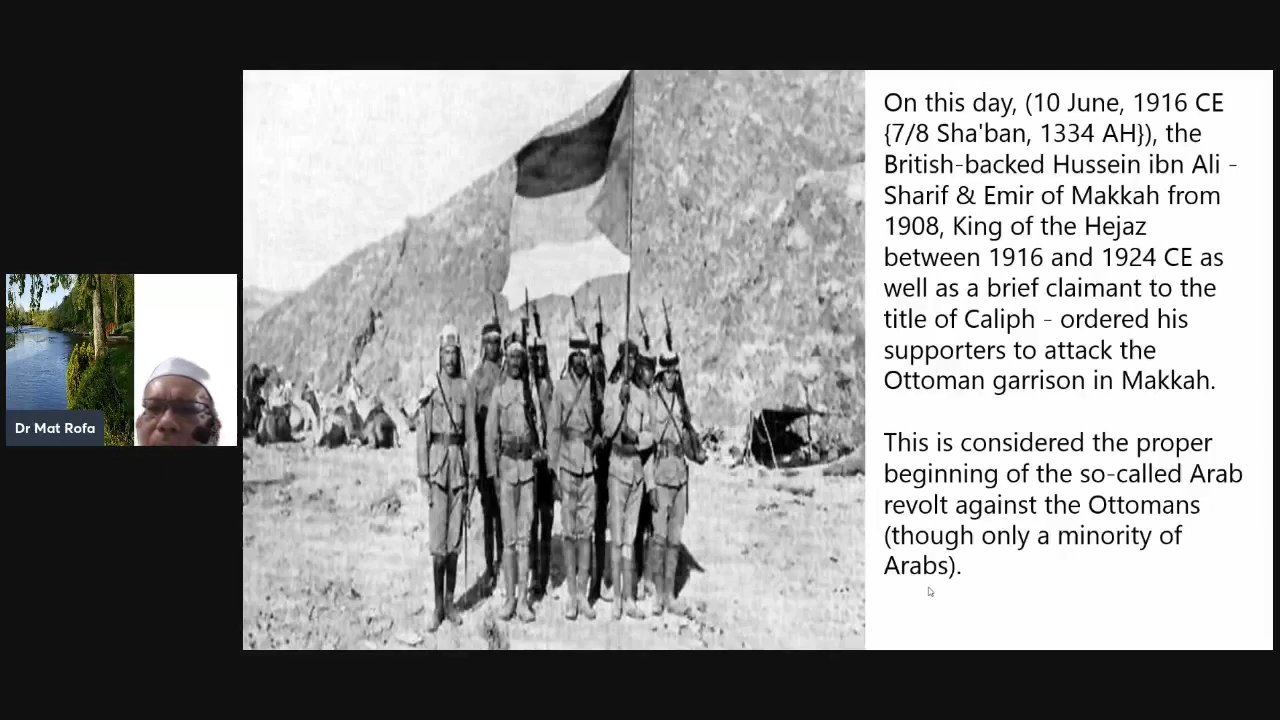 On this day, (10 June, 1916 CE
{7/8 Sha'ban, 1334 AH}), the
British-backed Hussein ibn Ali -
Sharif & Emir of Makkah from
1908, King of the Hejaz
between 1916 and 1924 CE as
well as a brief claimant to the
title of Caliph - ordered his
supporters to attack the
Ottoman garrison in Makkah.
This is considered the proper
beginning of the so-called Arab
revolt against the Ottomans
(though only a minority of
Arabs).
Dr Mat Rofa